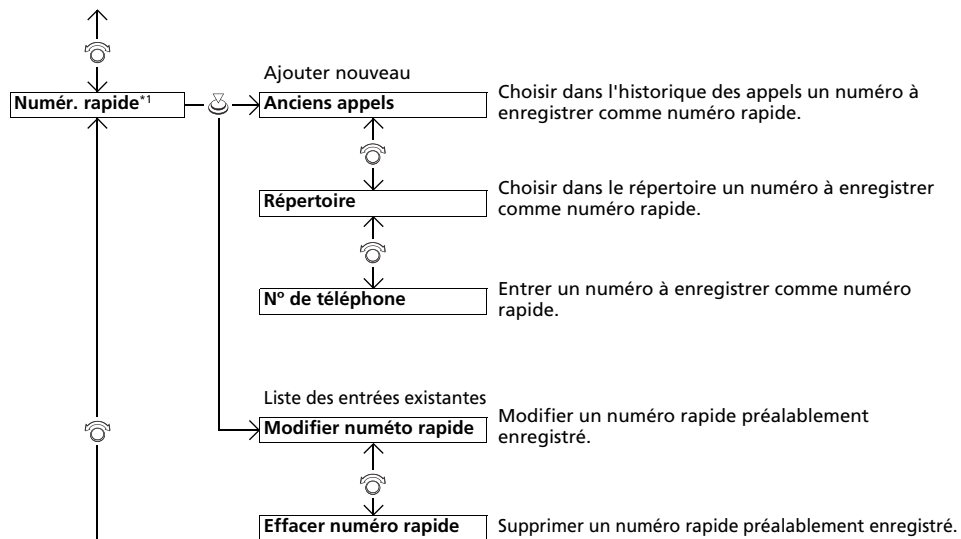 Ajouter nouveau
Numér. rapide*1
Anciens appels
Choisir dans l'historique des appels un numéro à
enregistrer comme numéro rapide.
Répertoire
Choisir dans le répertoire un numéro à enregistrer
comme numéro rapide.
Nº de téléphone
Entrer un numéro à enregistrer comme numéro
rapide.
Liste des entrées existantes
Modifier numéto rapide
Modifier un numéro rapide préalablement
enregistré.
Effacer numéro rapide
Supprimer un numéro rapide préalablement enregistré.